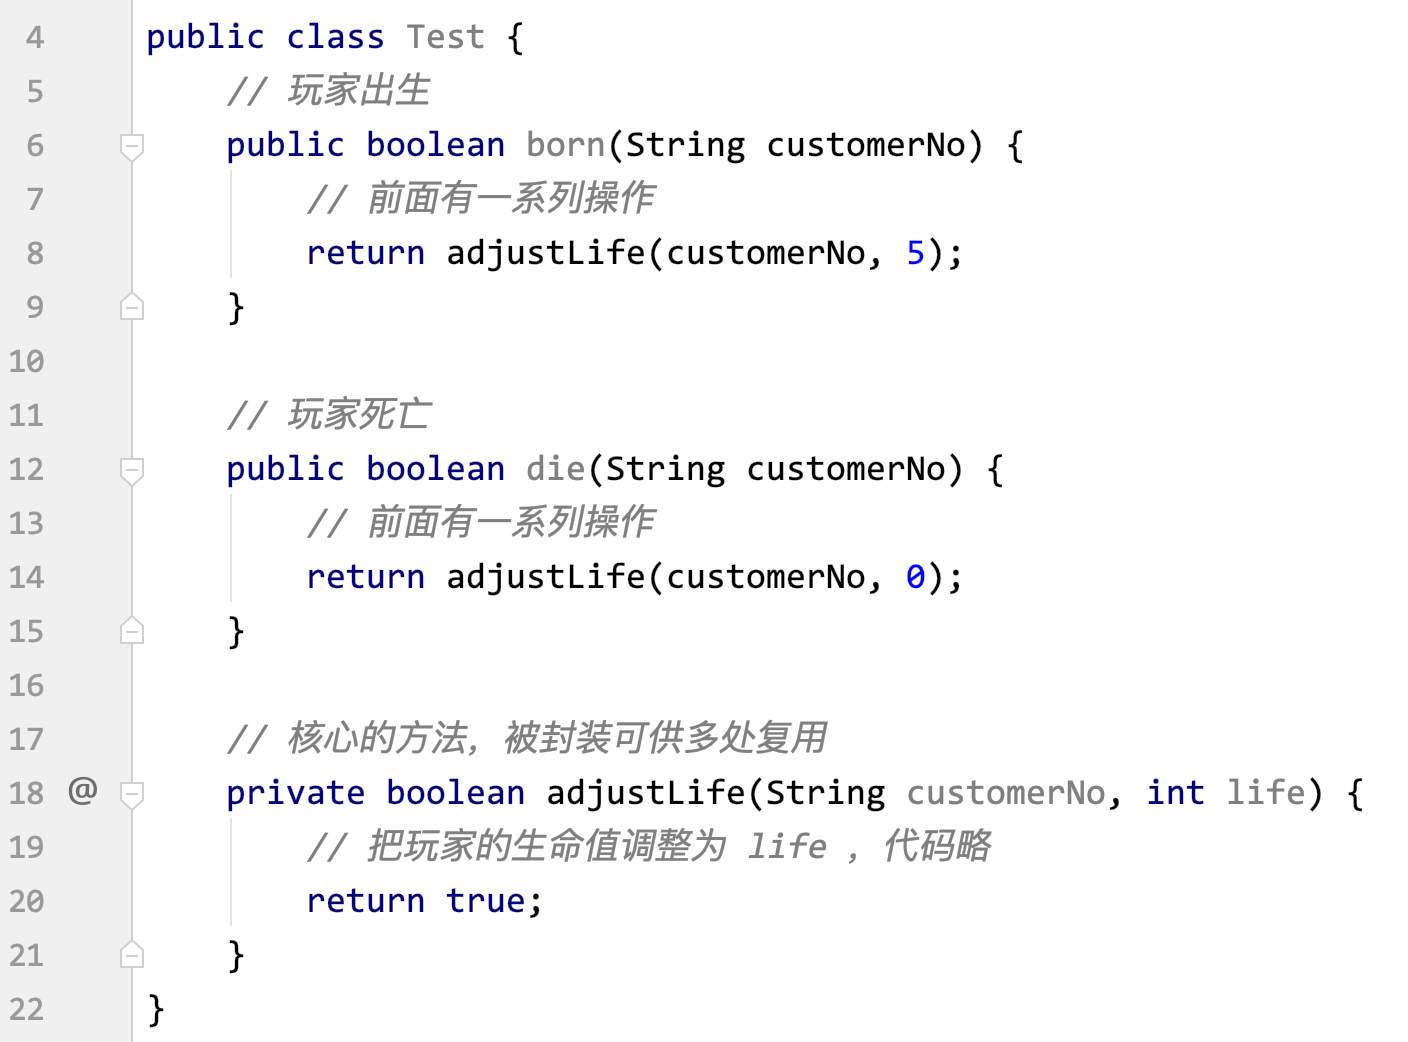 4 public class Test {
5 // 玩家出生
6 public boolean born(String customerNo) {
7 // 前面有一系列操作
8 return adjustLife(customerNo, 5);
9 }
10
11 // 玩家死亡
12 public boolean die(String customerNo) {
13 // 前面有一系列操作
14 return adjustLife(customerNo, 0);
15 }
16
17 // 核心的方法，被封装可供多处复用
18 @ private boolean adjustLife(String customerNo, int life) {
19 // 把玩家的生命值调整为 life ，代码略
20 return true;
21 }
22 }